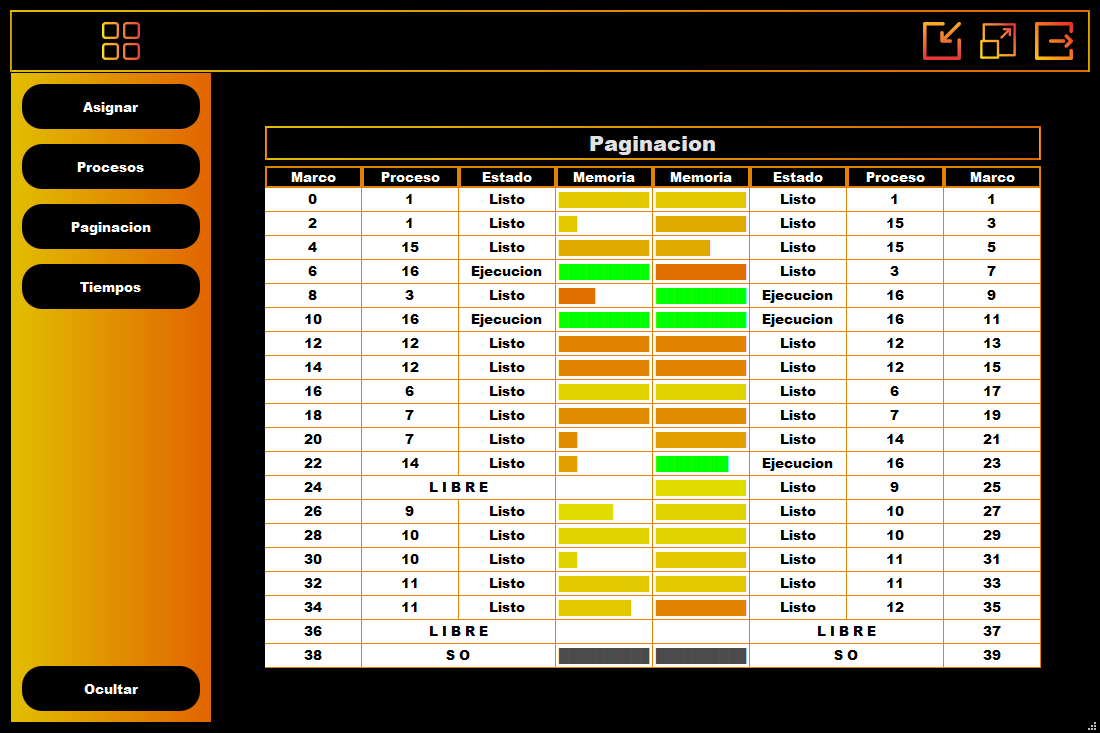 Asignar
Procesos
Paginacion
Tiempos
Ocultar
Paginacion
Marco Proceso Estado Memoria Memoria Estado Proceso Marco
0 1 Listo Listo 1 1
2 1 Listo Listo 15 3
4 15 Listo Listo 15 5
6 16 Ejecucion Listo 3 7
8 3 Listo Ejecucion 16 9
10 16 Ejecucion Ejecucion 16 11
12 12 Listo Listo 12 13
14 12 Listo Listo 12 15
16 6 Listo Listo 6 17
18 7 Listo Listo 7 19
20 7 Listo Listo 14 21
22 14 Listo Ejecucion 16 23
24 L I B R E Listo 9 25
26 9 Listo Listo 10 27
28 10 Listo Listo 10 29
30 10 Listo Listo 11 31
32 11 Listo Listo 11 33
34 11 Listo Listo 12 35
36 L I B R E L I B R E 37
38 S O S O 39